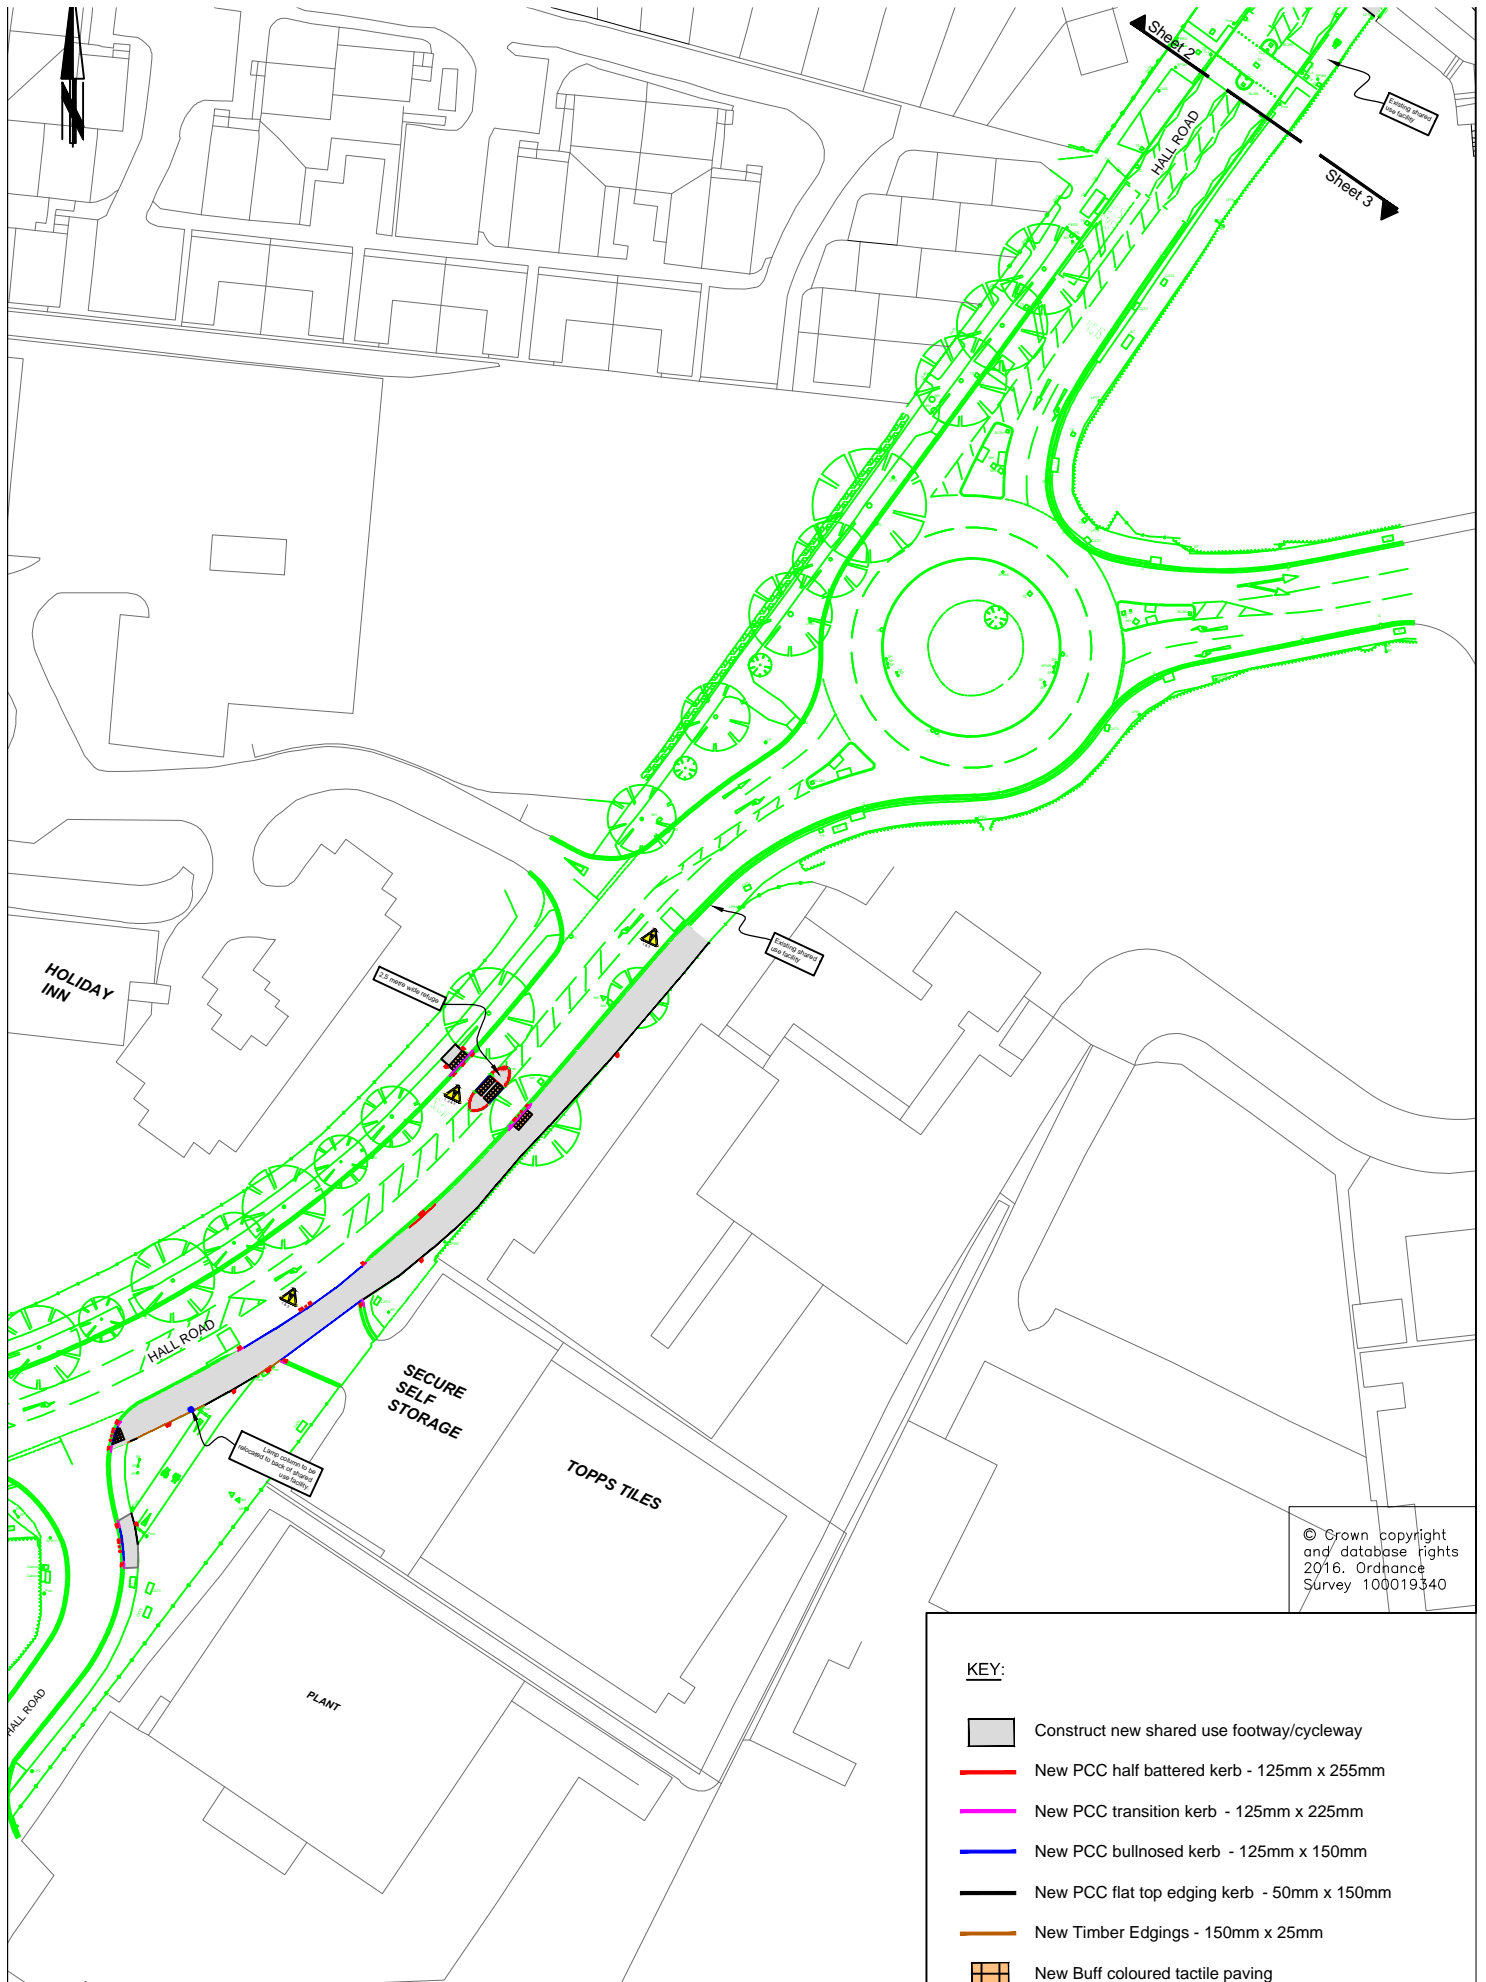 Sheet 2
Existing shared
use facility
HALL ROAD
Sheet 3
N
Existing shared
use facility
2.5 metre wide refuge
HOLIDAY
INN
HALL ROAD
SECURE
SELF
STORAGE
Lamp column to be
relocated to back of shared
use facility
TOPPS TILES
PLANT
HALL ROAD
© Crown copyright
and database rights
2016. Ordnance
Survey 100019340
KEY:
Construct new shared use footway/cycleway
New PCC half battered kerb - 125mm x 255mm
New PCC transition kerb - 125mm x 225mm
New PCC bullnosed kerb - 125mm x 150mm
New PCC flat top edging kerb - 50mm x 150mm
New Timber Edgings - 150mm x 25mm
New Buff coloured tactile paving